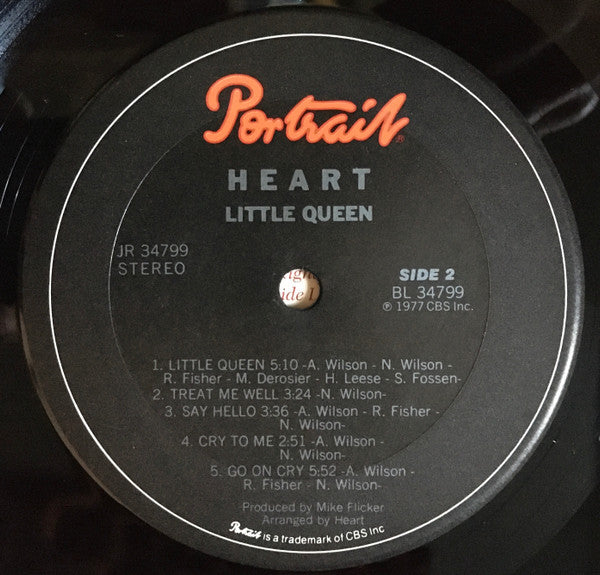 Portrait®
HEART
LITTLE QUEEN
JR 34799
STEREO
SIDE 2
BL 34799
℗ 1977 CBS Inc.
ide 1
1. LITTLE QUEEN 5:10 -A. Wilson - N. Wilson -
R. Fisher - M. Derosier - H. Leese - S. Fossen-
2. TREAT ME WELL 3:24 -N. Wilson-
3. SAY HELLO 3:36 -A. Wilson - R. Fisher -
N. Wilson-
4. CRY TO ME 2:51 -A. Wilson -
N. Wilson-
5. GO ON CRY 5:52 -A. Wilson -
R. Fisher - N. Wilson-
Produced by Mike Flicker
Arranged by Heart
Portrait is a trademark of CBS Inc